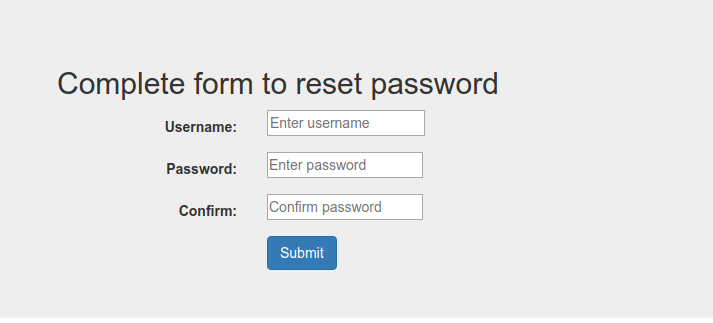 Complete form to reset password
Username: Enter username
Password: Enter password
Confirm: Confirm password
Submit